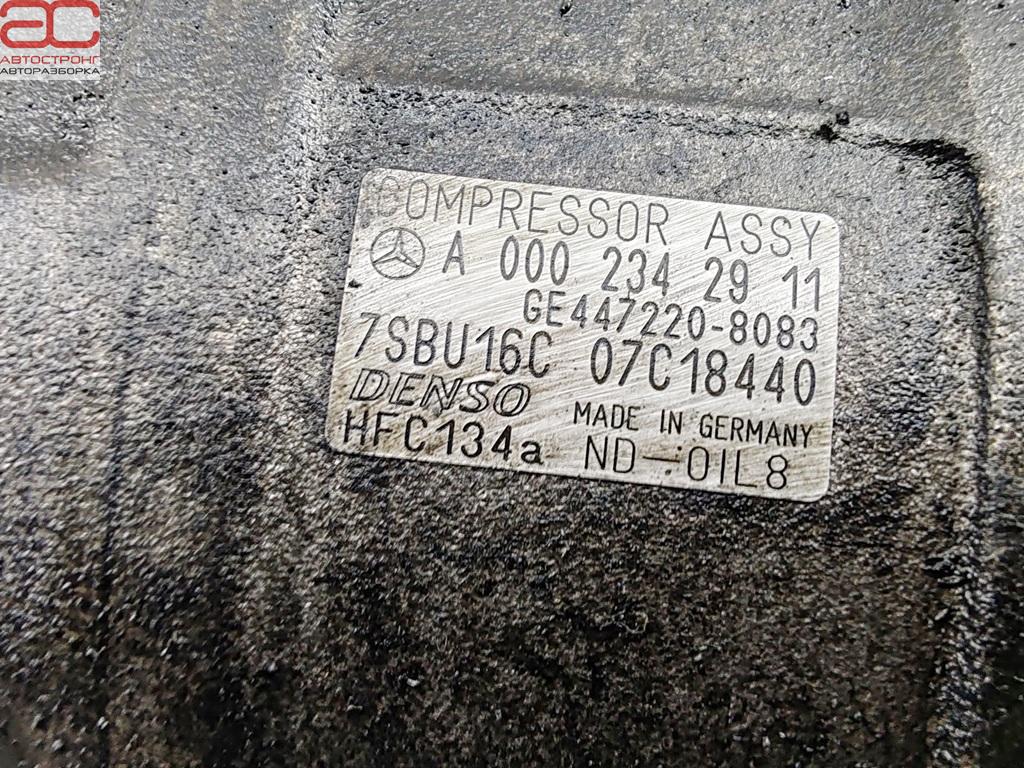 AC
АВТОСТРОНГ
АВТОРАЗБОРКА
COMPRESSOR ASSY
A 000 234 29 11
GE447220-8083
7SBU16C 07C18440
DENSO MADE IN GERMANY
HFC134a ND-OIL8